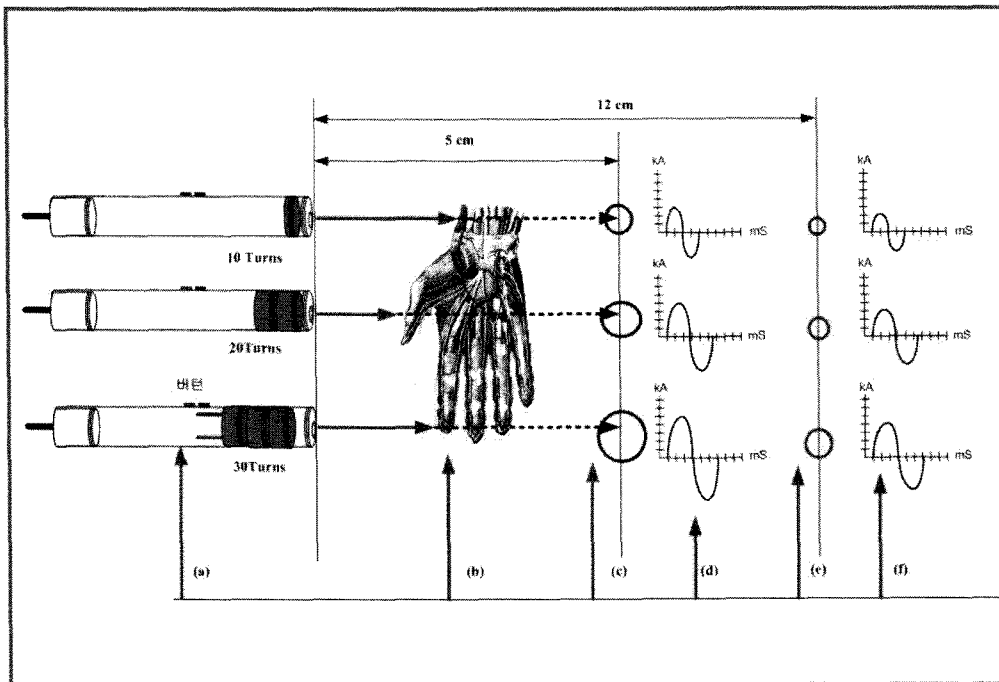 12 cm
5 cm
kA
mS
kA
mS
10 Turns
kA
mS
kA
mS
20Turns
버턴
kA
mS
kA
mS
30Turns
(a)
(b)
(c)
(d)
(e)
(f)